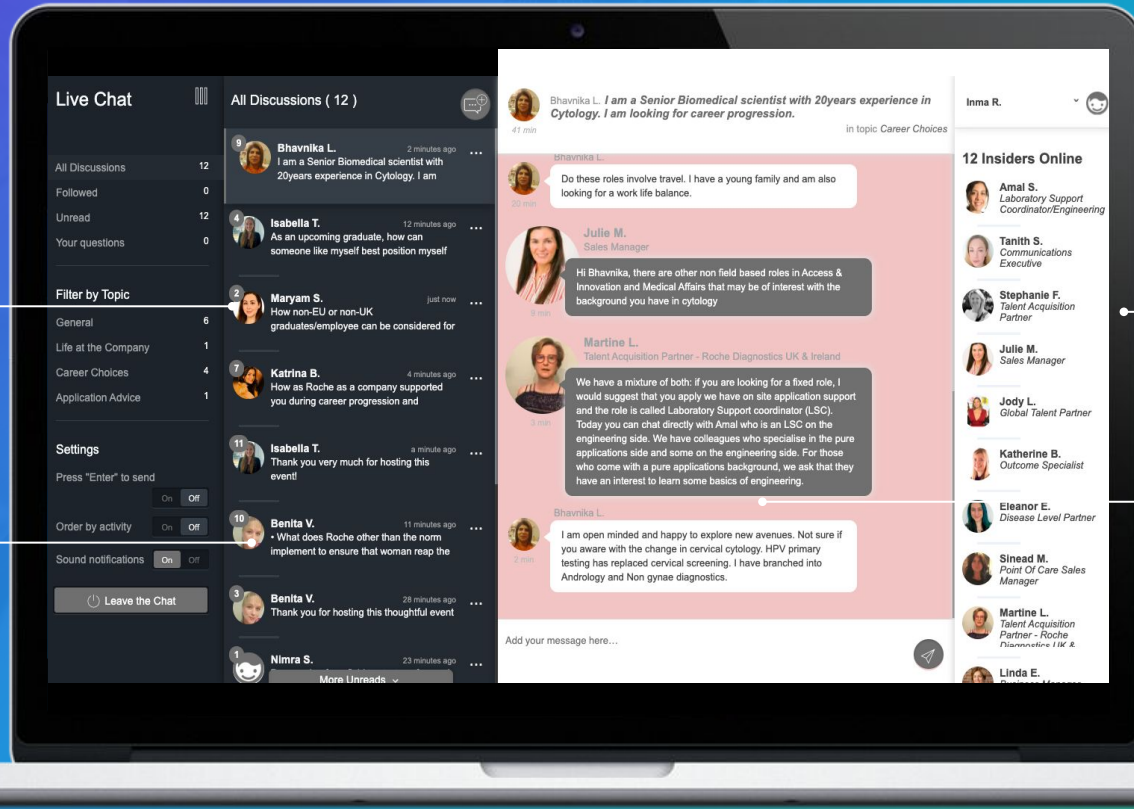 Live Chat
All Discussions 12
Followed 0
Unread 12
Your questions 0
Filter by Topic
General 6
Life at the Company 1
Career Choices 4
Application Advice 1
Settings
Press "Enter" to send
On Off
Order by activity On Off
Sound notifications On Off
Leave the Chat
All Discussions ( 12 )
9
Bhavnika L. 2 minutes ago
I am a Senior Biomedical scientist with
20years experience in Cytology. I am
4
Isabella T. 12 minutes ago
As an upcoming graduate, how can
someone like myself best position myself
2
Maryam S. just now
How non-EU or non-UK
graduates/employee can be considered for
7
Katrina B. 4 minutes ago
How as Roche as a company supported
you during career progression and
11
Isabella T. a minute ago
Thank you very much for hosting this
event!
10
Benita V. 11 minutes ago
• What does Roche other than the norm
implement to ensure that woman reap the
3
Benita V. 28 minutes ago
Thank you for hosting this thoughtful event
1
Nimra S. 23 minutes ago
More Unreads
Bhavnika L. I am a Senior Biomedical scientist with 20years experience in
Cytology. I am looking for career progression.
41 min
in topic Career Choices
Bhavnika L.
Do these roles involve travel. I have a young family and am also
looking for a work life balance.
20 min
Julie M.
Sales Manager
Hi Bhavnika, there are other non field based roles in Access &
Innovation and Medical Affairs that may be of interest with the
background you have in cytology
Martine L.
Talent Acquisition Partner - Roche Diagnostics UK & Ireland
We have a mixture of both: if you are looking for a fixed role, I
would suggest that you apply we have on site application support
and the role is called Laboratory Support coordinator (LSC).
Today you can chat directly with Amal who is an LSC on the
engineering side. We have colleagues who specialise in the pure
applications side and some on the engineering side. For those
who come with a pure applications background, we ask that they
have an interest to learn some basics of engineering.
3 min
Bhavnika L.
I am open minded and happy to explore new avenues. Not sure if
you aware with the change in cervical cytology. HPV primary
testing has replaced cervical screening. I have branched into
Andrology and Non gynae diagnostics.
2 min
Add your message here...
Inma R.
12 Insiders Online
Amal S.
Laboratory Support
Coordinator/Engineering
Tanith S.
Communications
Executive
Stephanie F.
Talent Acquisition
Partner
Julie M.
Sales Manager
Jody L.
Global Talent Partner
Katherine B.
Outcome Specialist
Eleanor E.
Disease Level Partner
Sinead M.
Point Of Care Sales
Manager
Martine L.
Talent Acquisition
Partner - Roche
Diagnostics UK &
Linda E.
Business Manager